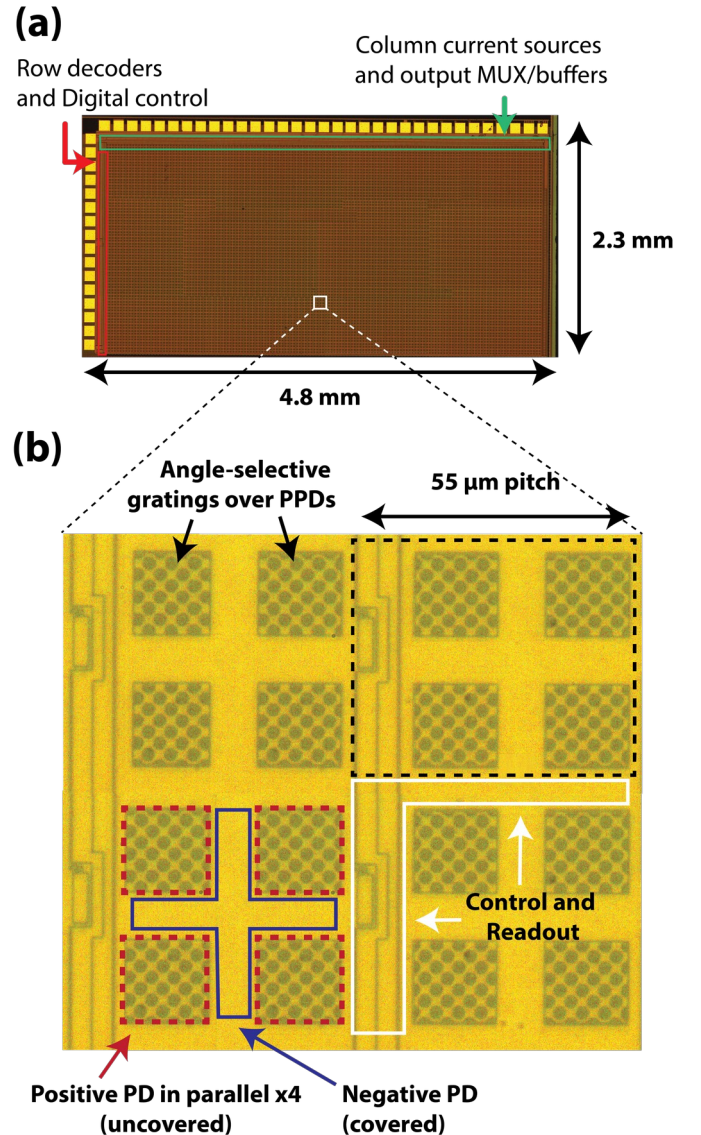 (a)
Row decoders
and Digital control
Column current sources
and output MUX/buffers
2.3 mm
4.8 mm
(b)
Angle-selective
gratings over PPDs
55 µm pitch
Control and
Readout
Positive PD in parallel x4
(uncovered)
Negative PD
(covered)